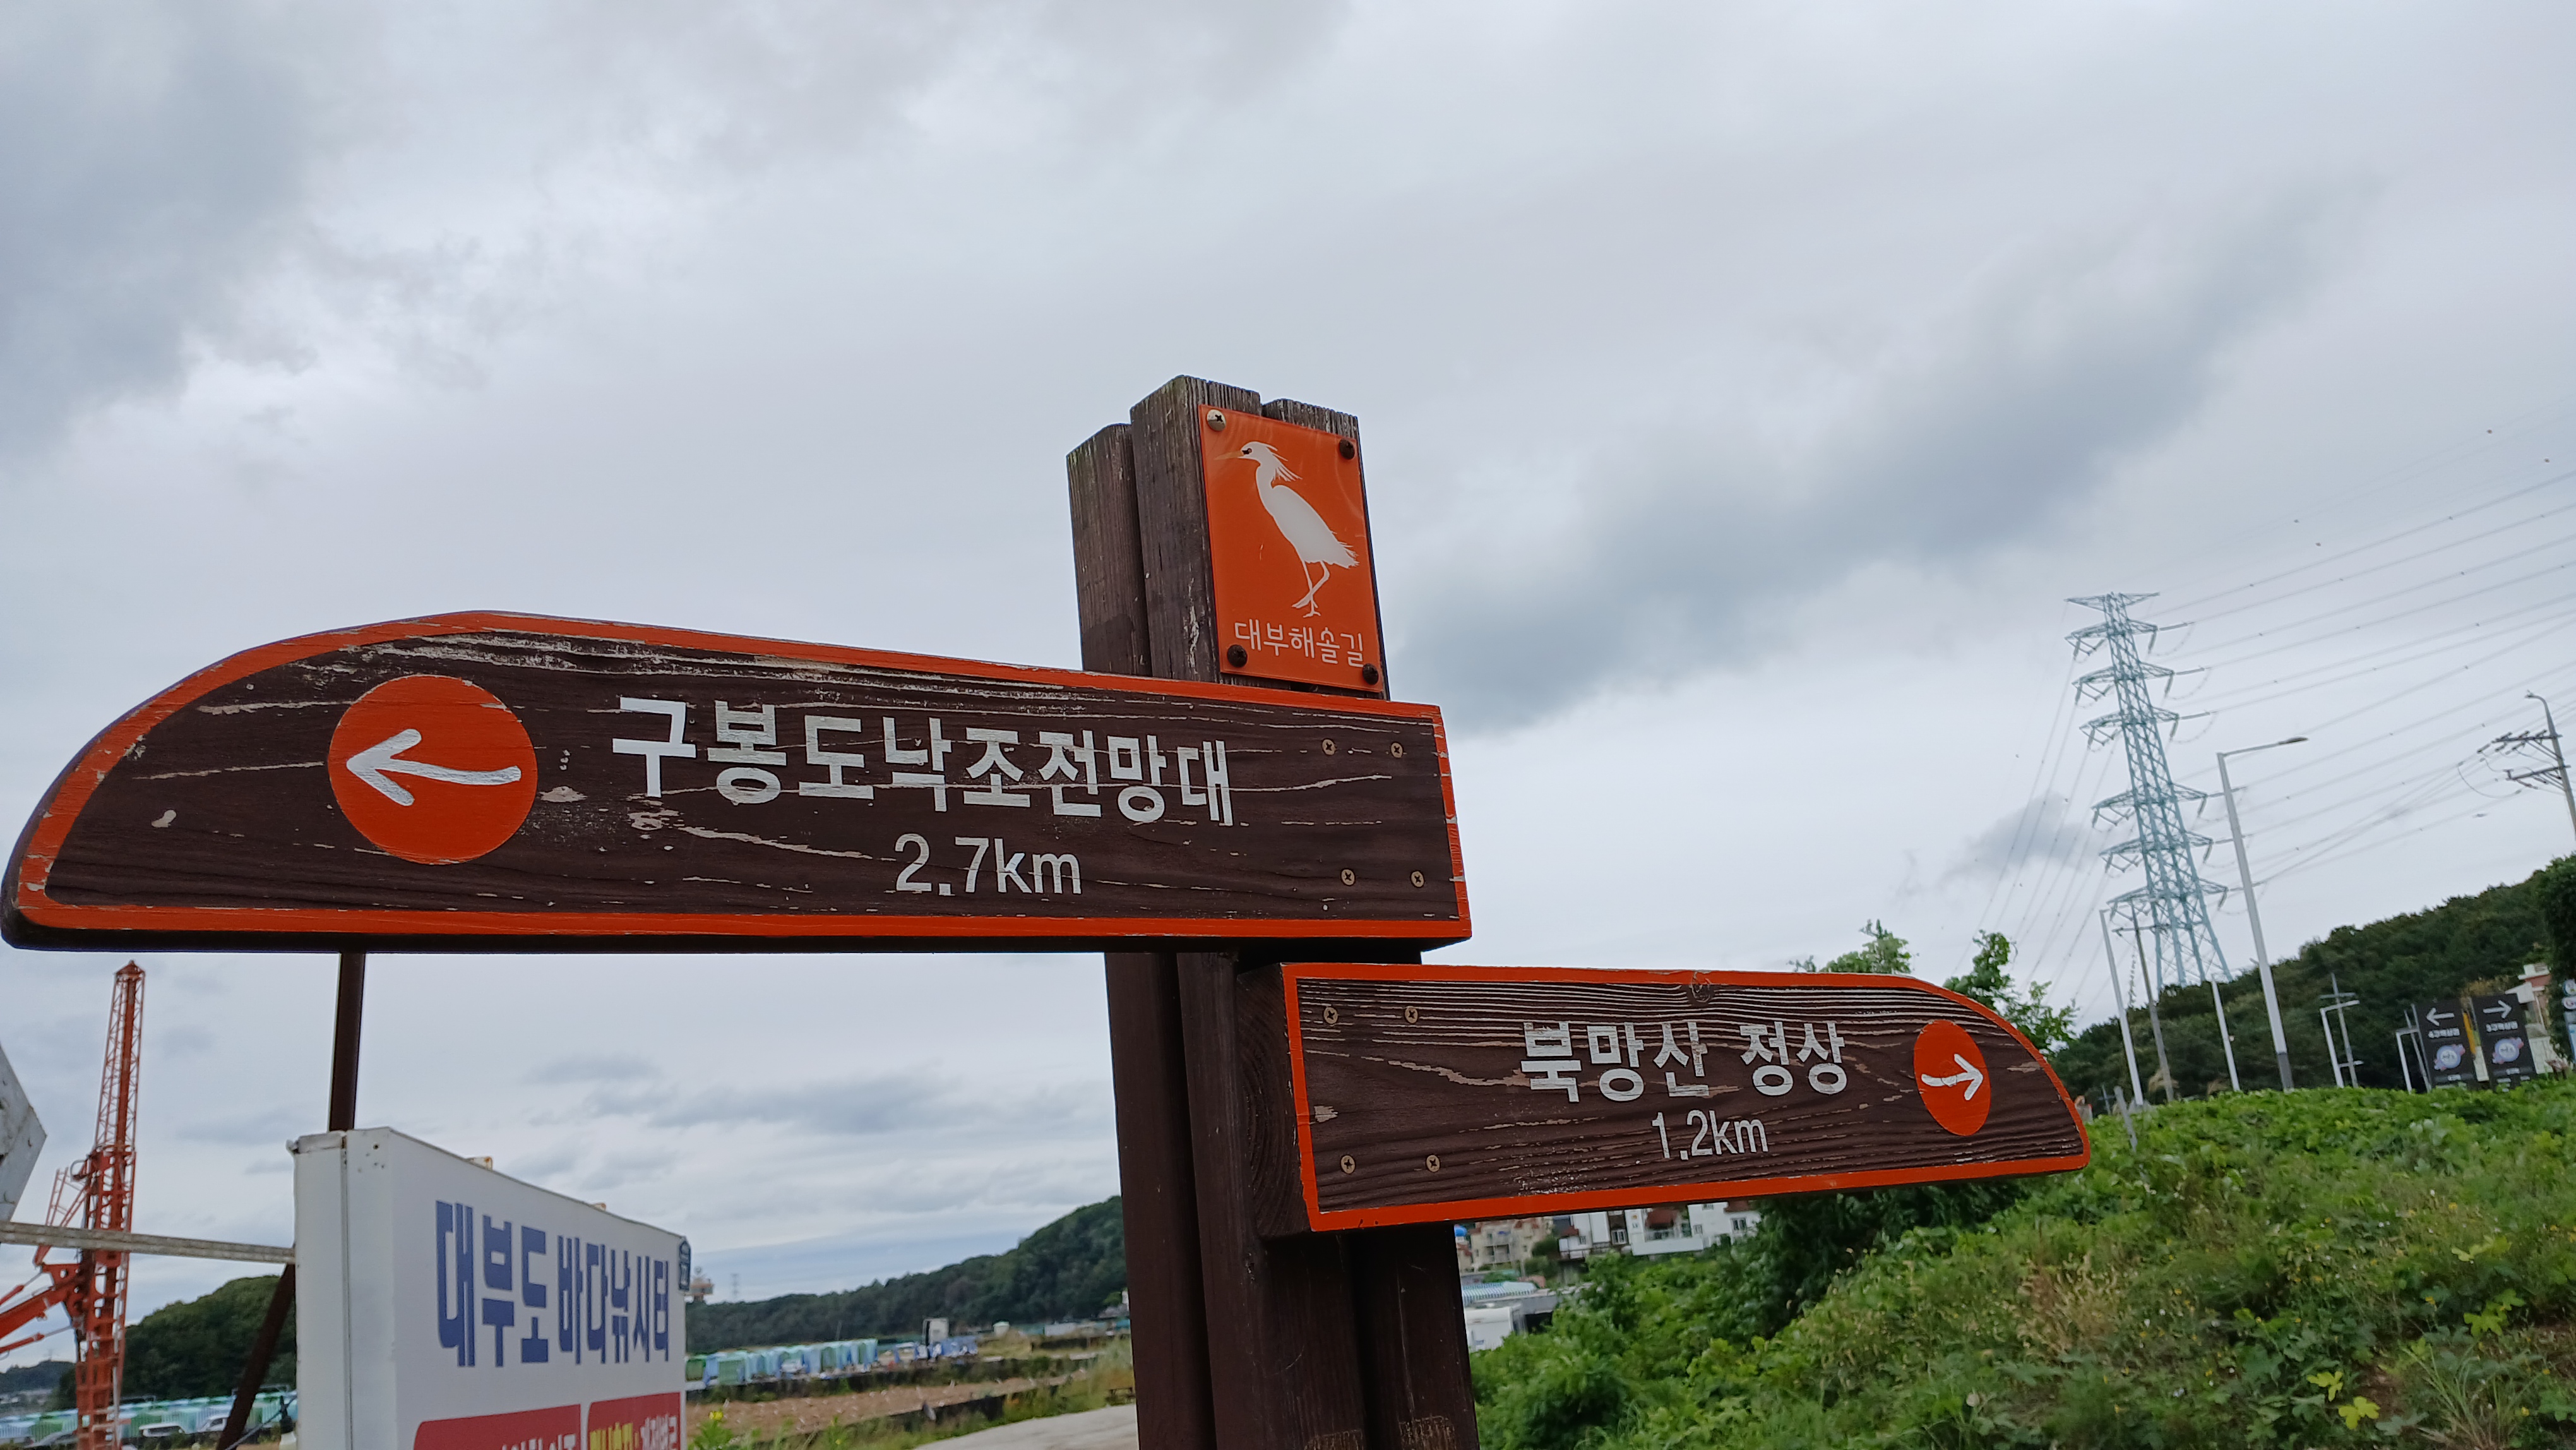 대부해솔길
구봉도낙조전망대
2.7km
북망산 정상
1.2km
대부도 바다낚시터